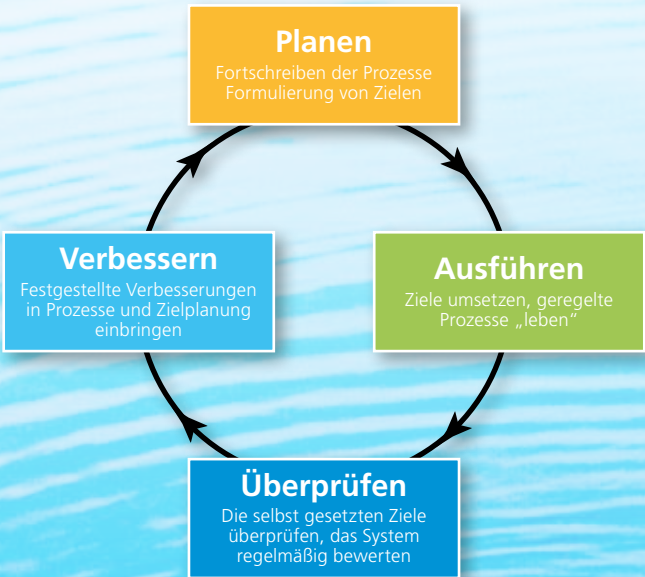 Planen
Fortschreiben der Prozesse
Formulierung von Zielen
Ausführen
Ziele umsetzen, geregelte
Prozesse „leben“
Überprüfen
Die selbst gesetzten Ziele
überprüfen, das System
regelmäßig bewerten
Verbessern
Festgestellte Verbesserungen
in Prozesse und Zielplanung
einbringen